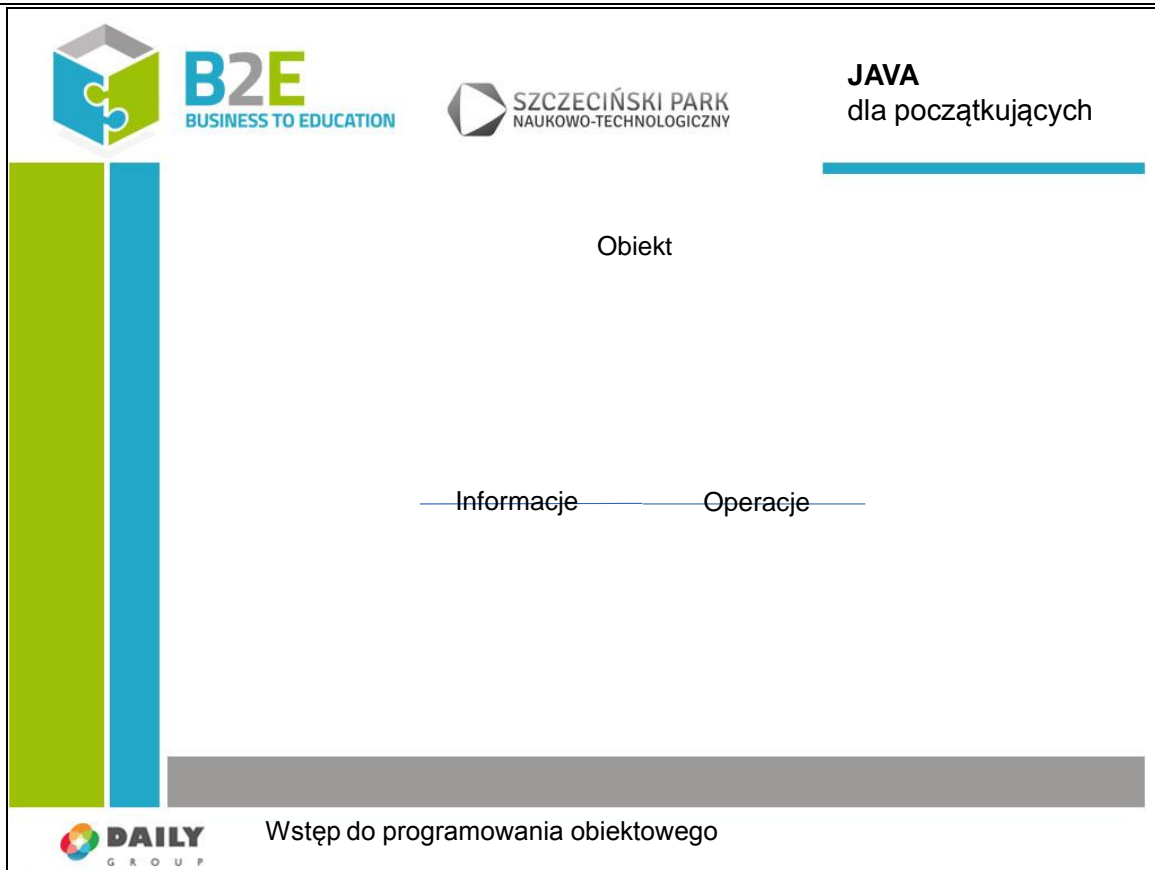 B2E
BUSINESS TO EDUCATION
SZCZECIŃSKI PARK
NAUKOWO-TECHNOLOGICZNY
JAVA
dla początkujących
Obiekt
Informacje Operacje
DAILY
GROUP
Wstęp do programowania obiektowego